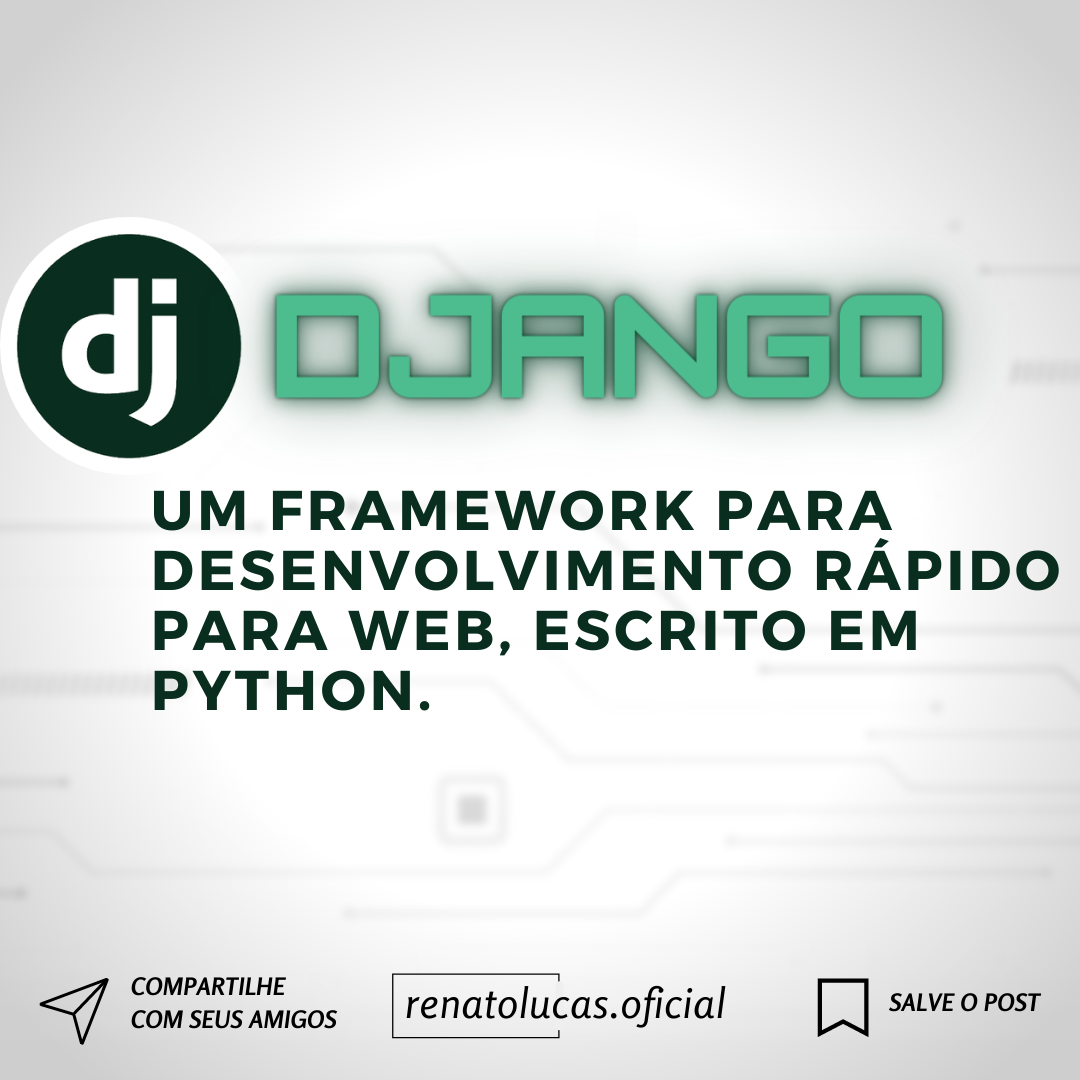 dj
DJANGO
UM FRAMEWORK PARA
DESENVOLVIMENTO RÁPIDO
PARA WEB, ESCRITO EM
PYTHON.
COMPARTILHE
COM SEUS AMIGOS
renatolucas.oficial
SALVE O POST